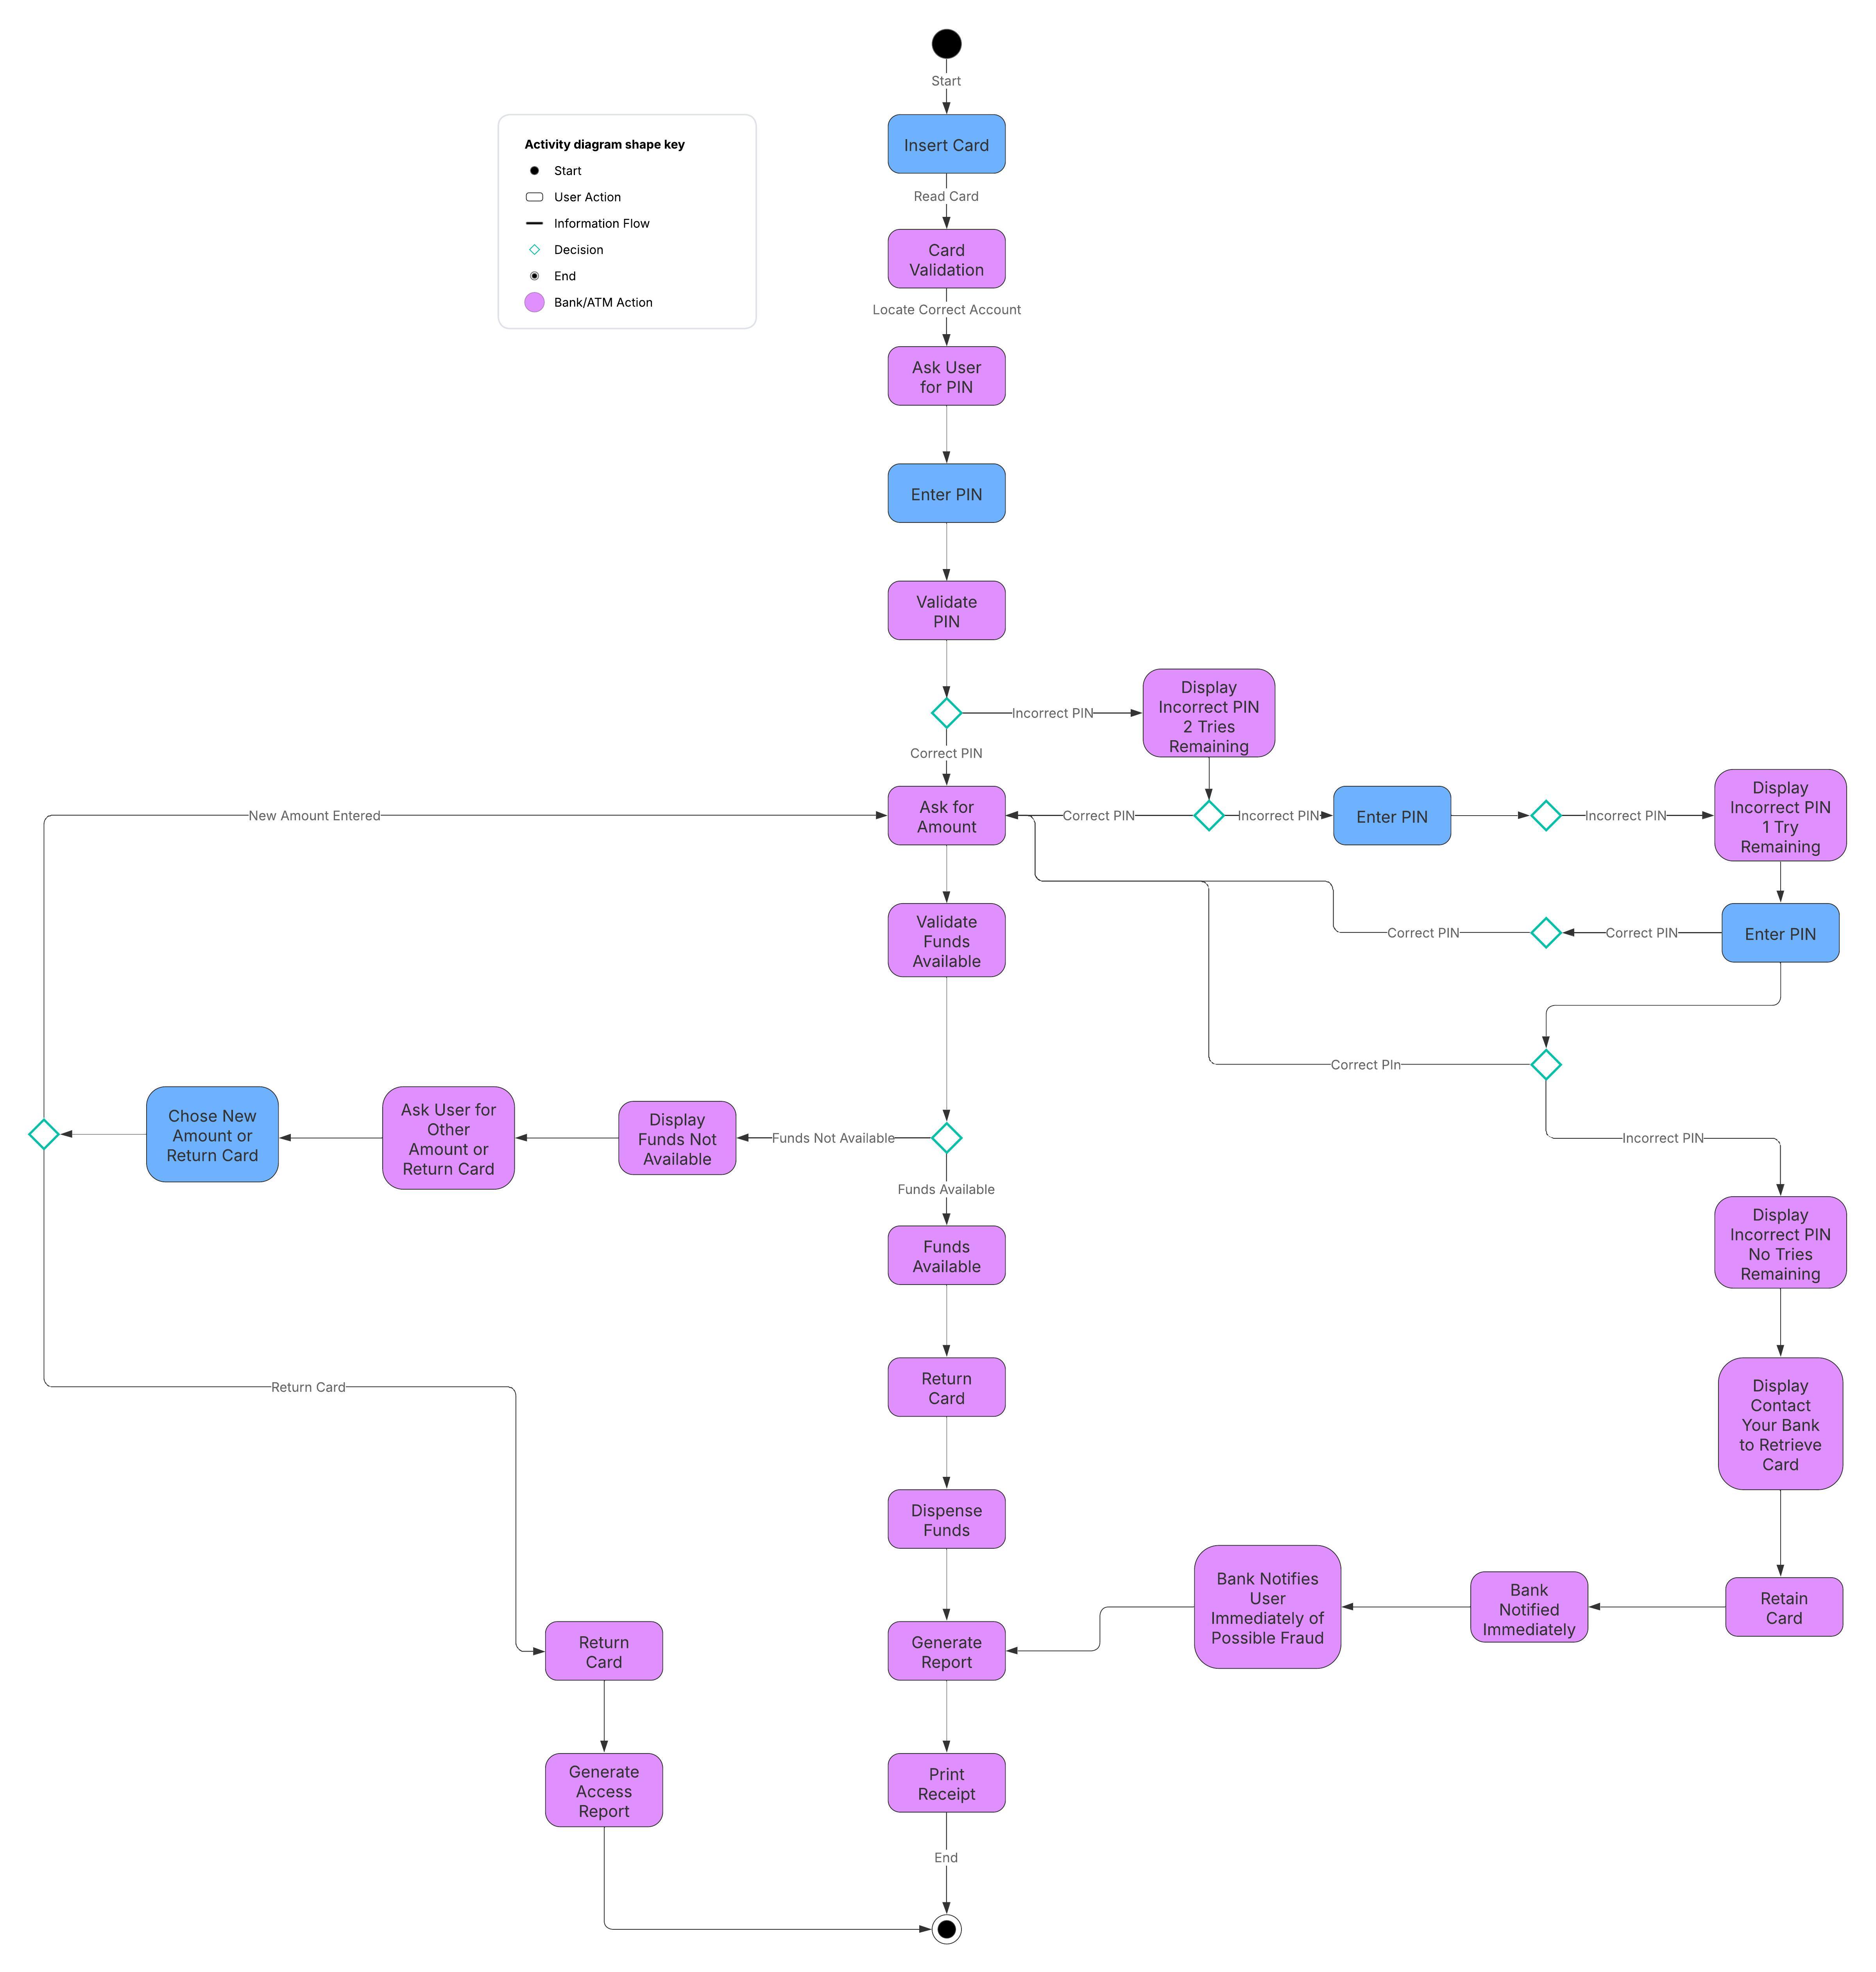 Start
Insert Card
Activity diagram shape key
Start
User Action
Information Flow
Decision
End
Bank/ATM Action
Read Card
Card
Validation
Locate Correct Account
Ask User
for PIN
Enter PIN
Validate
PIN
Incorrect PIN
Display
Incorrect PIN
2 Tries
Remaining
Correct PIN
New Amount Entered
Ask for
Amount
Correct PIN
Incorrect PIN
Enter PIN
Incorrect PIN
Display
Incorrect PIN
1 Try
Remaining
Validate
Funds
Available
Correct PIN
Correct PIN
Enter PIN
Correct PIn
Chose New
Amount or
Return Card
Ask User for
Other
Amount or
Return Card
Display
Funds Not
Available
Funds Not Available
Incorrect PIN
Funds Available
Funds
Available
Display
Incorrect PIN
No Tries
Remaining
Return Card
Return
Card
Display
Contact
Your Bank
to Retrieve
Card
Dispense
Funds
Bank Notifies
User
Immediately of
Possible Fraud
Bank
Notified
Immediately
Retain
Card
Return
Card
Generate
Report
Generate
Access
Report
Print
Receipt
End